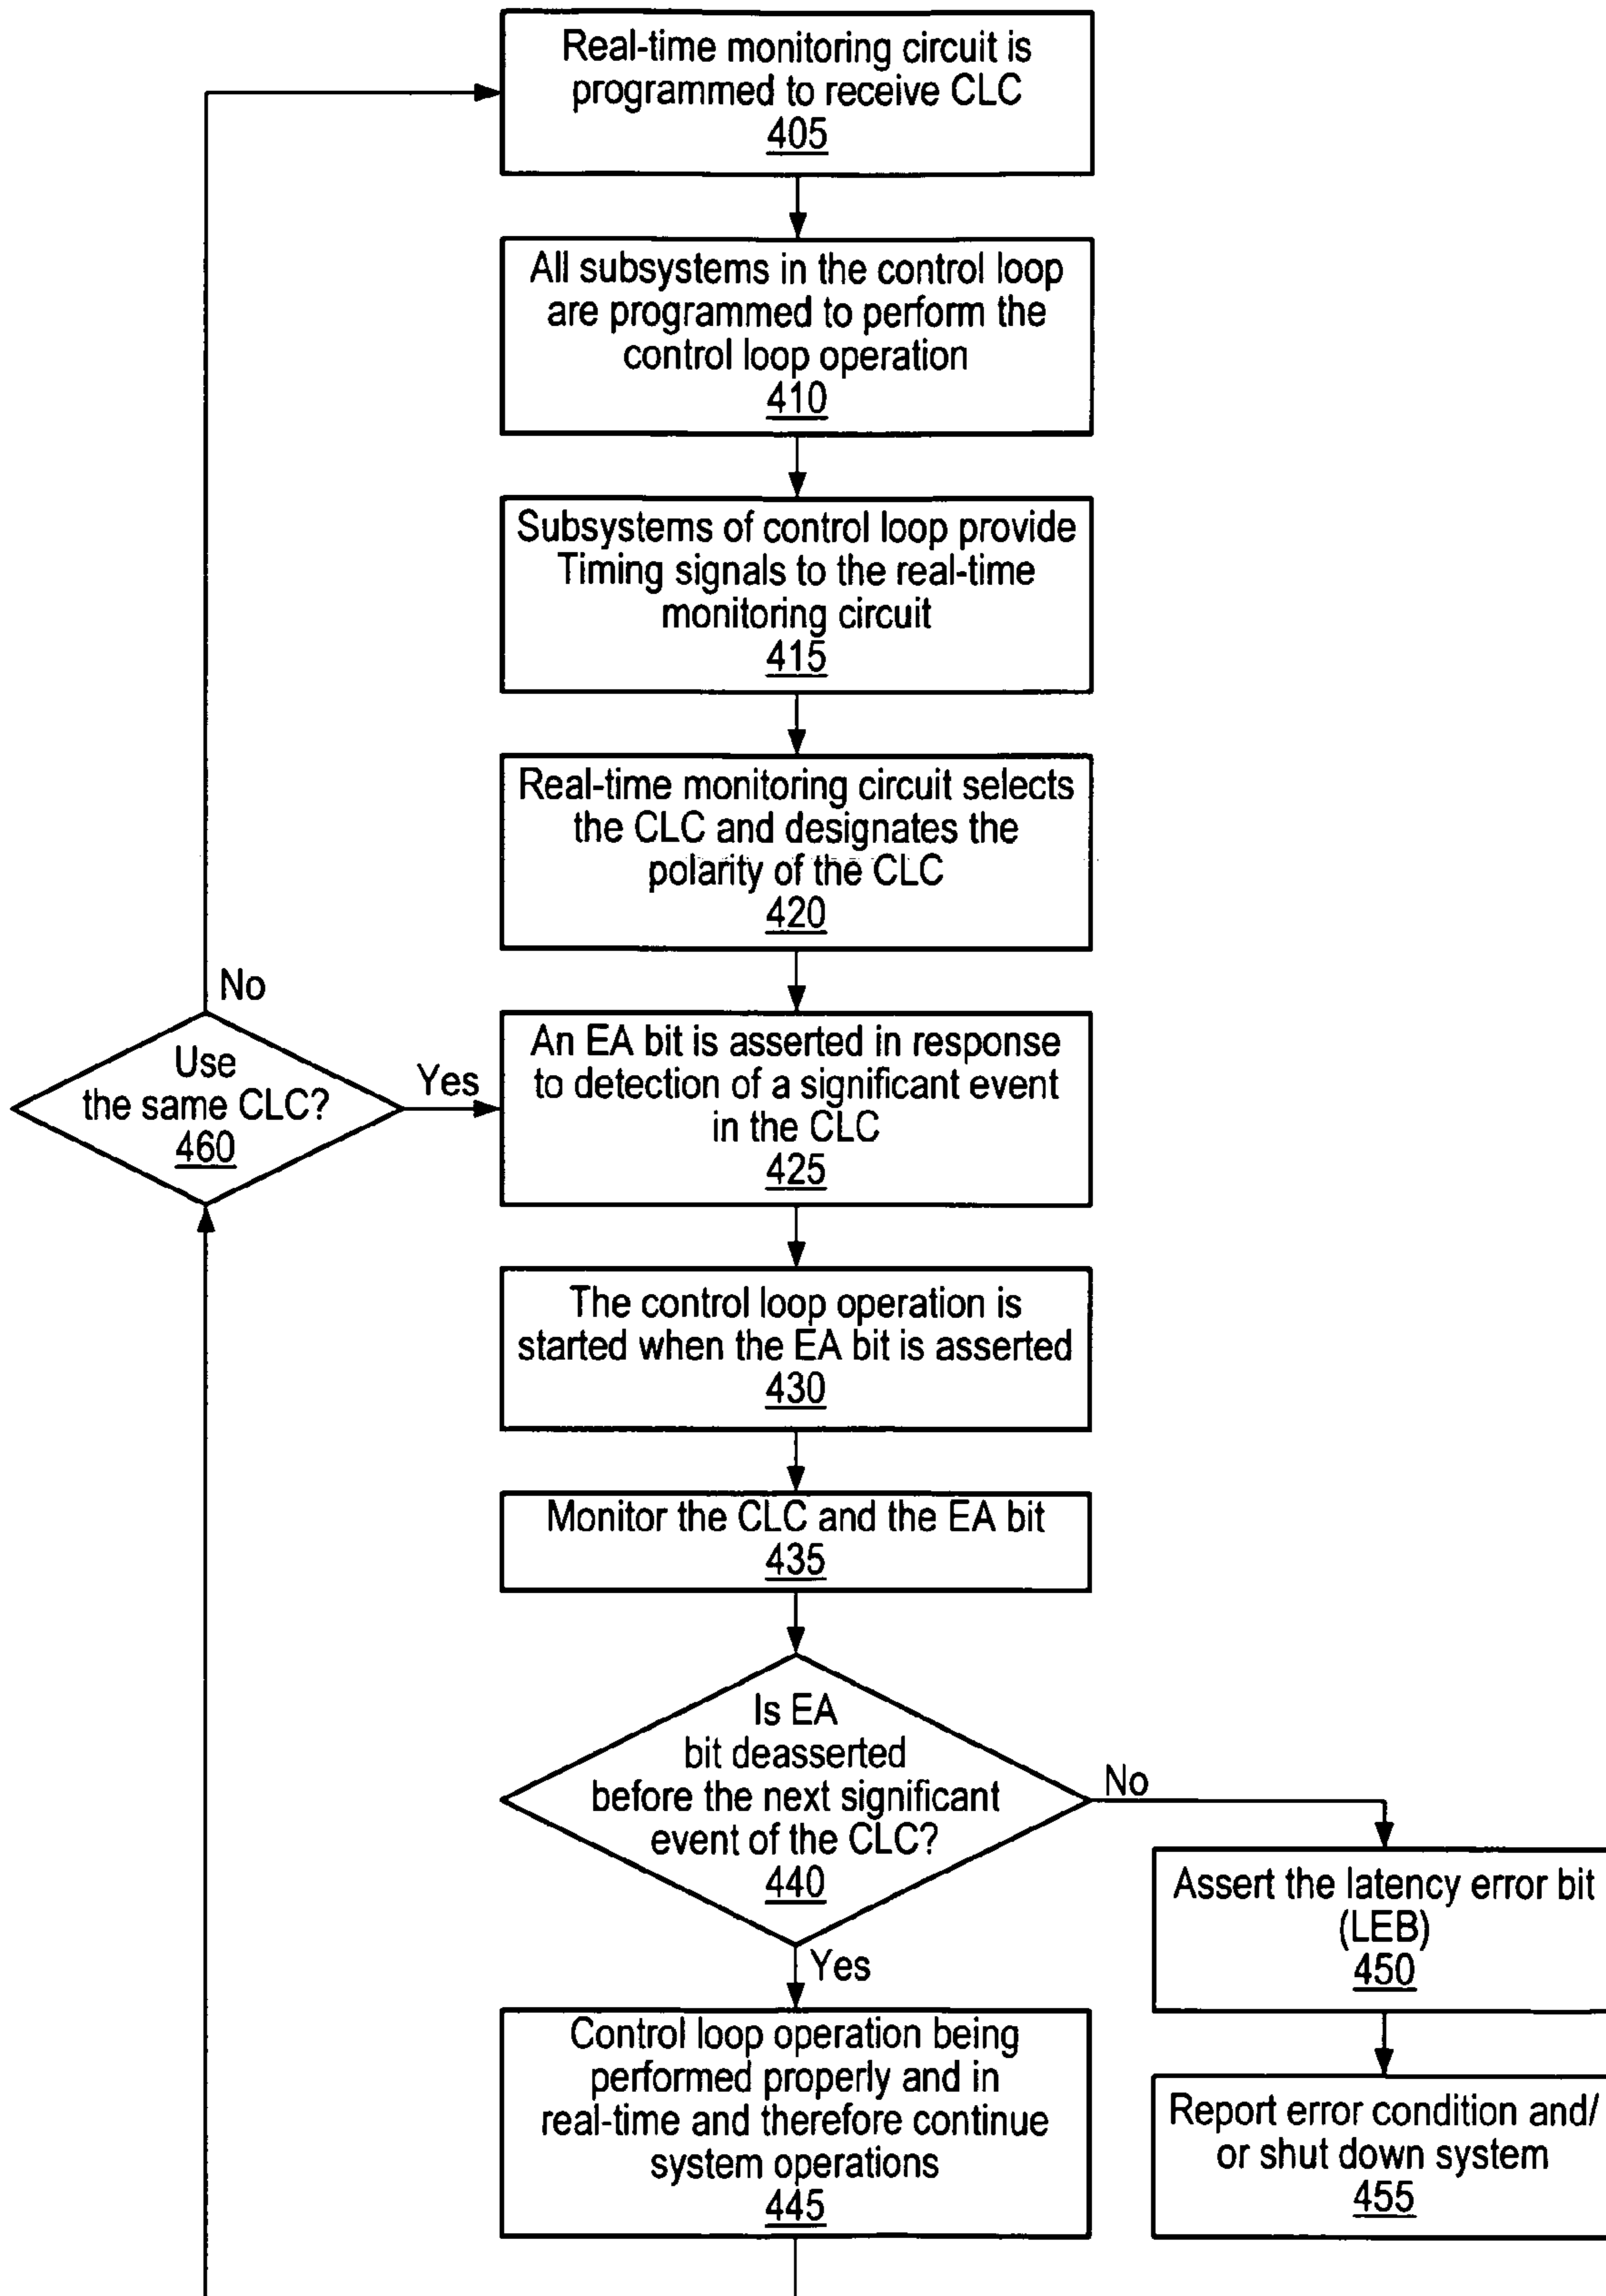 Real-time monitoring circuit is
programmed to receive CLC
405
All subsystems in the control loop
are programmed to perform the
control loop operation
410
Subsystems of control loop provide
Timing signals to the real-time
monitoring circuit
415
Real-time monitoring circuit selects
the CLC and designates the
polarity of the CLC
420
No
Use
the same CLC?
460
Yes
An EA bit is asserted in response
to detection of a significant event
in the CLC
425
The control loop operation is
started when the EA bit is asserted
430
Monitor the CLC and the EA bit
435
Is EA
bit deasserted
before the next significant
event of the CLC?
440
No
Yes
Assert the latency error bit
(LEB)
450
Control loop operation being
performed properly and in
real-time and therefore continue
system operations
445
Report error condition and/
or shut down system
455